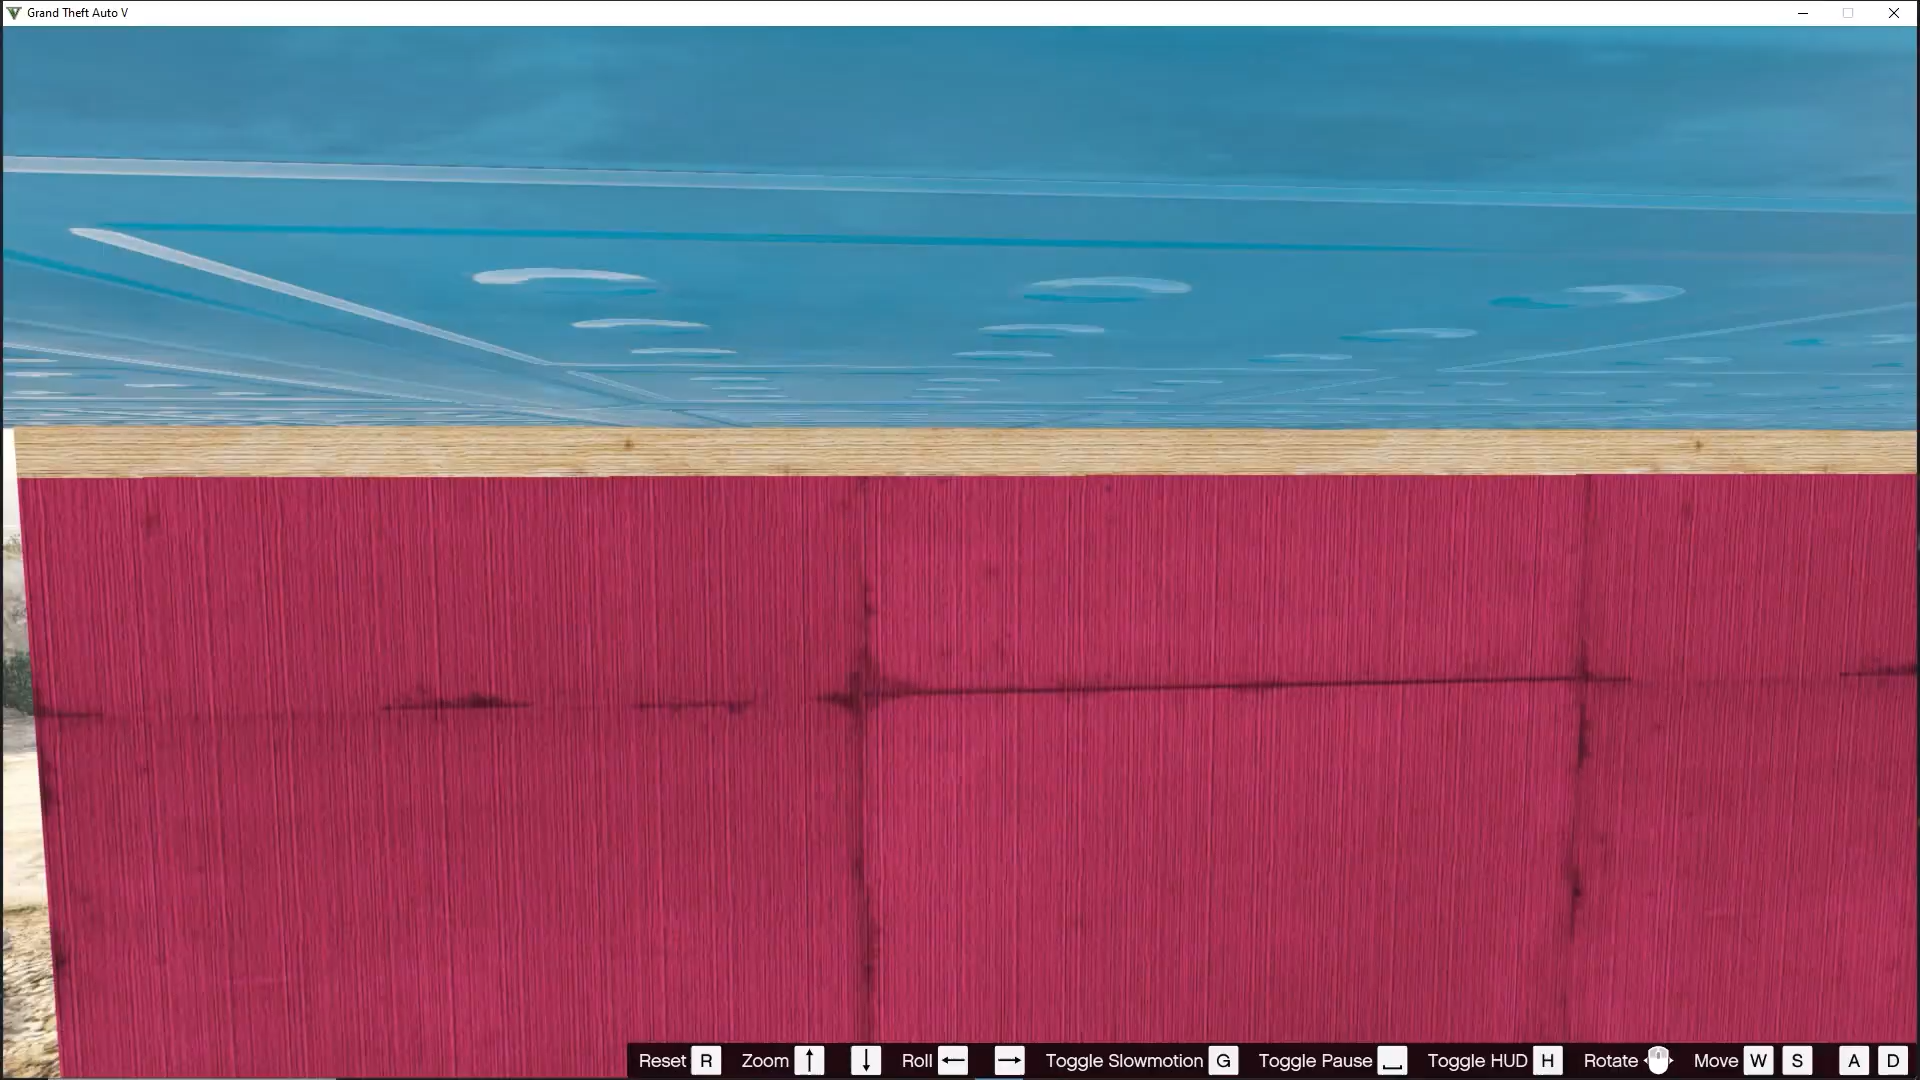 Grand Theft Auto V
Reset R Zoom ↑ ↓ Roll ← → Toggle Slowmotion G Toggle Pause Toggle HUD H Rotate Move W S A D